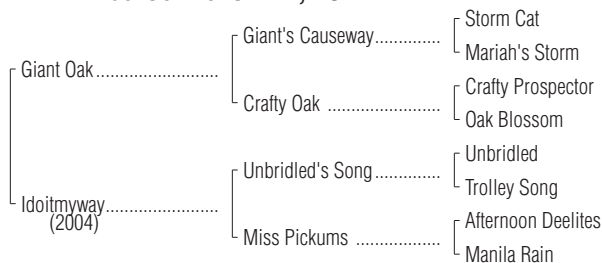 Storm Cat
Giant's Causeway...............
Mariah's Storm
Giant Oak..........................
Crafty Prospector
Crafty Oak ........................
Oak Blossom
Unbridled
Unbridled's Song..............
Trolley Song
Idoitmyway........................
(2004)
Afternoon Deelites
Miss Pickums ..................
Manila Rain